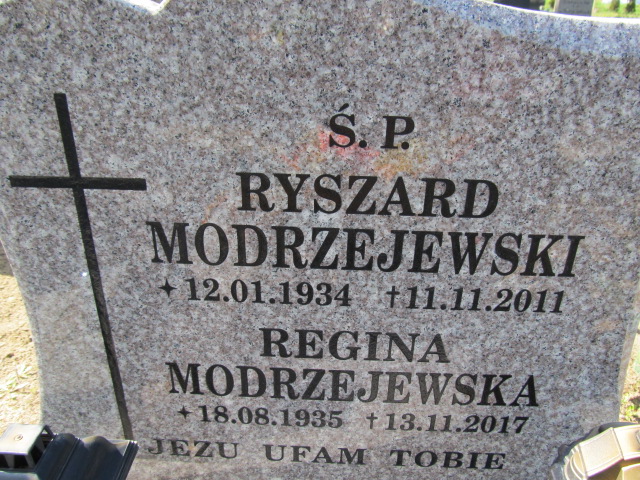 Ś. P.
RYSZARD
MODRZEJEWSKI
✦12.01.1934 †11.11.2011
REGINA
MODRZEJEWSKA
✦18.08.1935 †13.11.2017
JEZU UFAM TOBIE